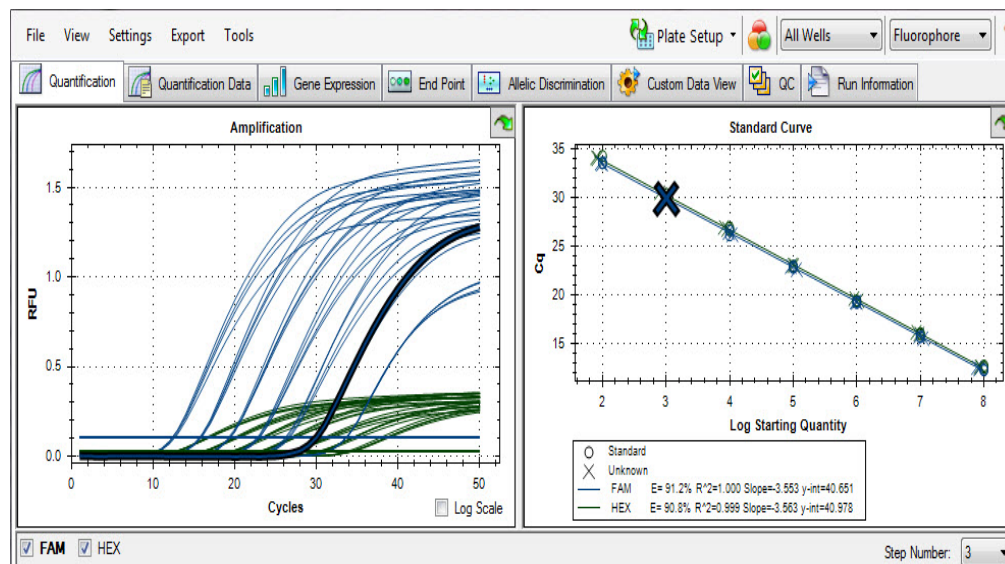 File View Settings Export Tools Plate Setup All Wells Fluorophore
Quantification Quantification Data Gene Expression End Point Allelic Discrimination Custom Data View QC Run Information
Amplification
1.5
1.0
0.5
0.0
RFU
0 10 20 30 40 50
Cycles
Log Scale
Standard Curve
35
30
25
20
15
Cq
2 3 4 5 6 7 8
Log Starting Quantity
Standard
Unknown
FAM E= 91.2% R^2=1.000 Slope=-3.553 y-int=40.651
HEX E= 90.8% R^2=0.999 Slope=-3.563 y-int=40.978
FAM HEX Step Number: 3